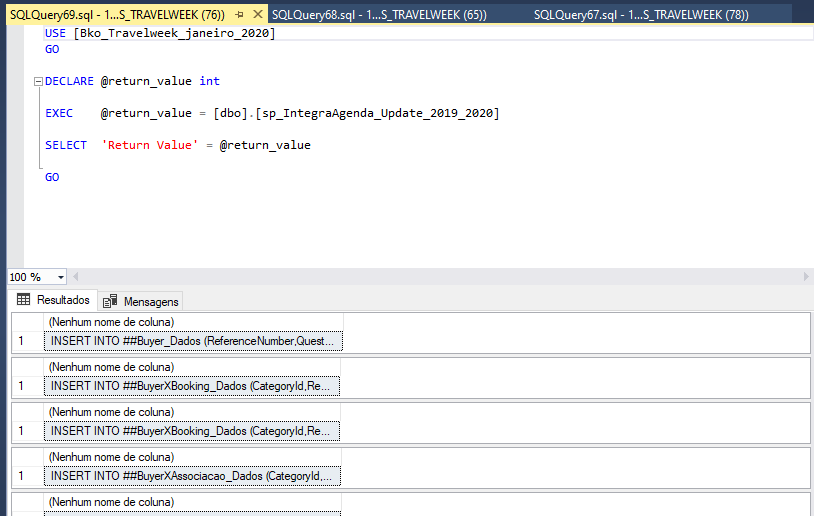 SQLQuery69.sql - 1...S_TRAVELWEEK (76)) SQLQuery68.sql - 1...S_TRAVELWEEK (65)) SQLQuery67.sql - 1...S_TRAVELWEEK (78))
USE [Bko_Travelweek_janeiro_2020]
GO
DECLARE @return_value int
EXEC @return_value = [dbo].[sp_IntegraAgenda_Update_2019_2020]
SELECT 'Return Value' = @return_value
GO
100 %
Resultados Mensagens
(Nenhum nome de coluna)
1 INSERT INTO ##Buyer_Dados (ReferenceNumber,Quest...
(Nenhum nome de coluna)
1 INSERT INTO ##BuyerXBooking_Dados (CategoryId,Re...
(Nenhum nome de coluna)
1 INSERT INTO ##BuyerXBooking_Dados (CategoryId,Re...
(Nenhum nome de coluna)
1 INSERT INTO ##BuyerXAssociacao_Dados (CategoryId,...
(Nenhum nome de coluna)